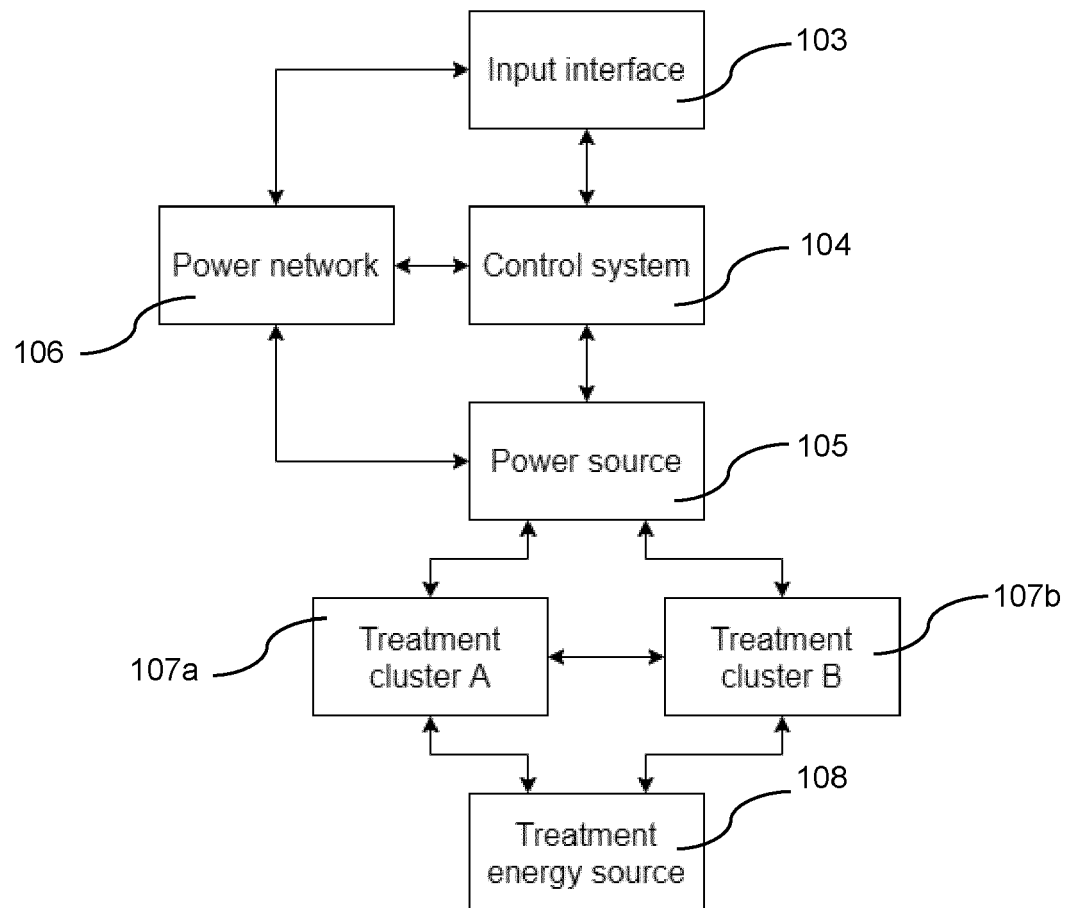 103
Input interface
104
Power network
Control system
106
105
Power source
107b
Treatment
cluster A
Treatment
cluster B
107a
108
Treatment
energy source